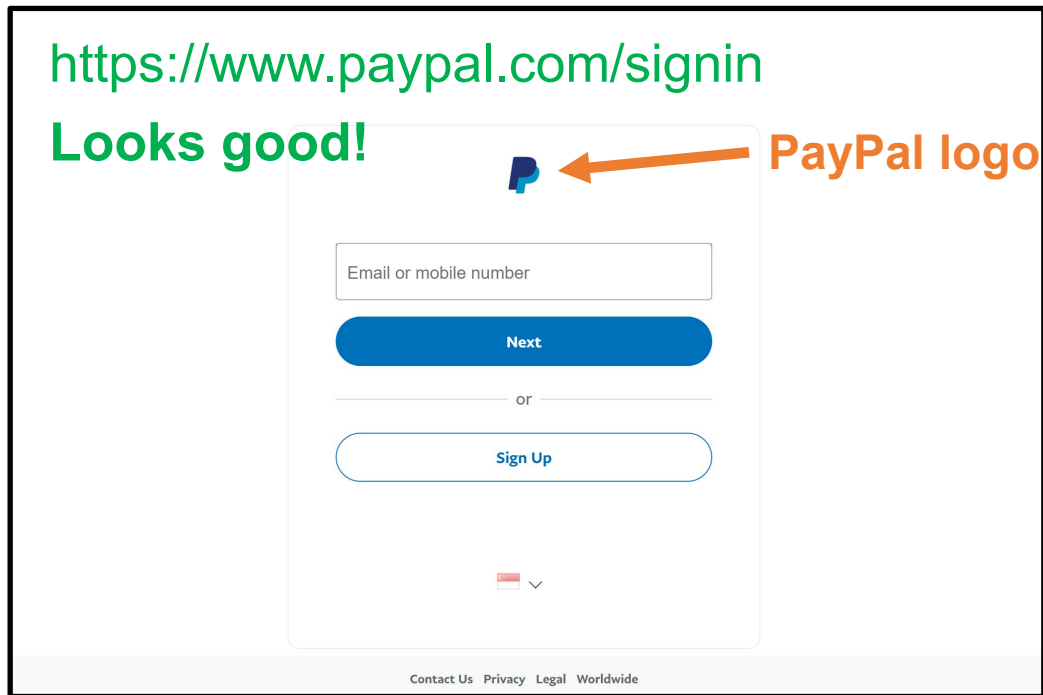 https://www.paypal.com/signin
Looks good!
PayPal logo
Email or mobile number
Next
or
Sign Up
Contact Us Privacy Legal Worldwide